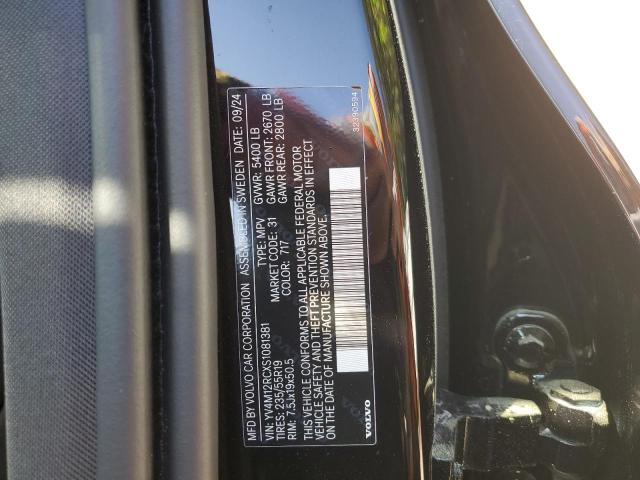 MFD BY VOLVO CAR CORPORATION ASSEMBLED IN SWEDEN DATE: 09/24
VIN: YV4M12RCXS1081381 TYPE: MPV GVWR: 5400 LB
TIRES: 235/55R19 MARKET CODE: 31 GAWR FRONT: 2670 LB
RIM: 7.5Jx19x50.5 COLOR: 717 GAWR REAR: 2800 LB
THIS VEHICLE CONFORMS TO ALL APPLICABLE FEDERAL MOTOR
VEHICLE SAFETY AND THEFT PREVENTION STANDARDS IN EFFECT
ON THE DATE OF MANUFACTURE SHOWN ABOVE.
VOLVO
32390594